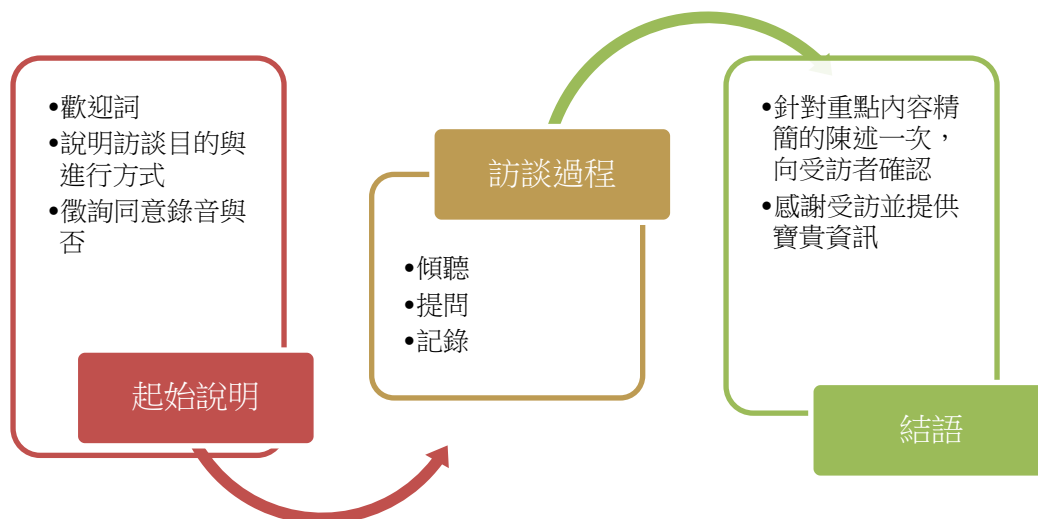 •歡迎詞
•說明訪談目的與
進行方式
•徵詢同意錄音與
否
起始說明
訪談過程
•傾聽
•提問
•記錄
•針對重點內容精
簡的陳述一次，
向受訪者確認
•感謝受訪並提供
寶貴資訊
結語